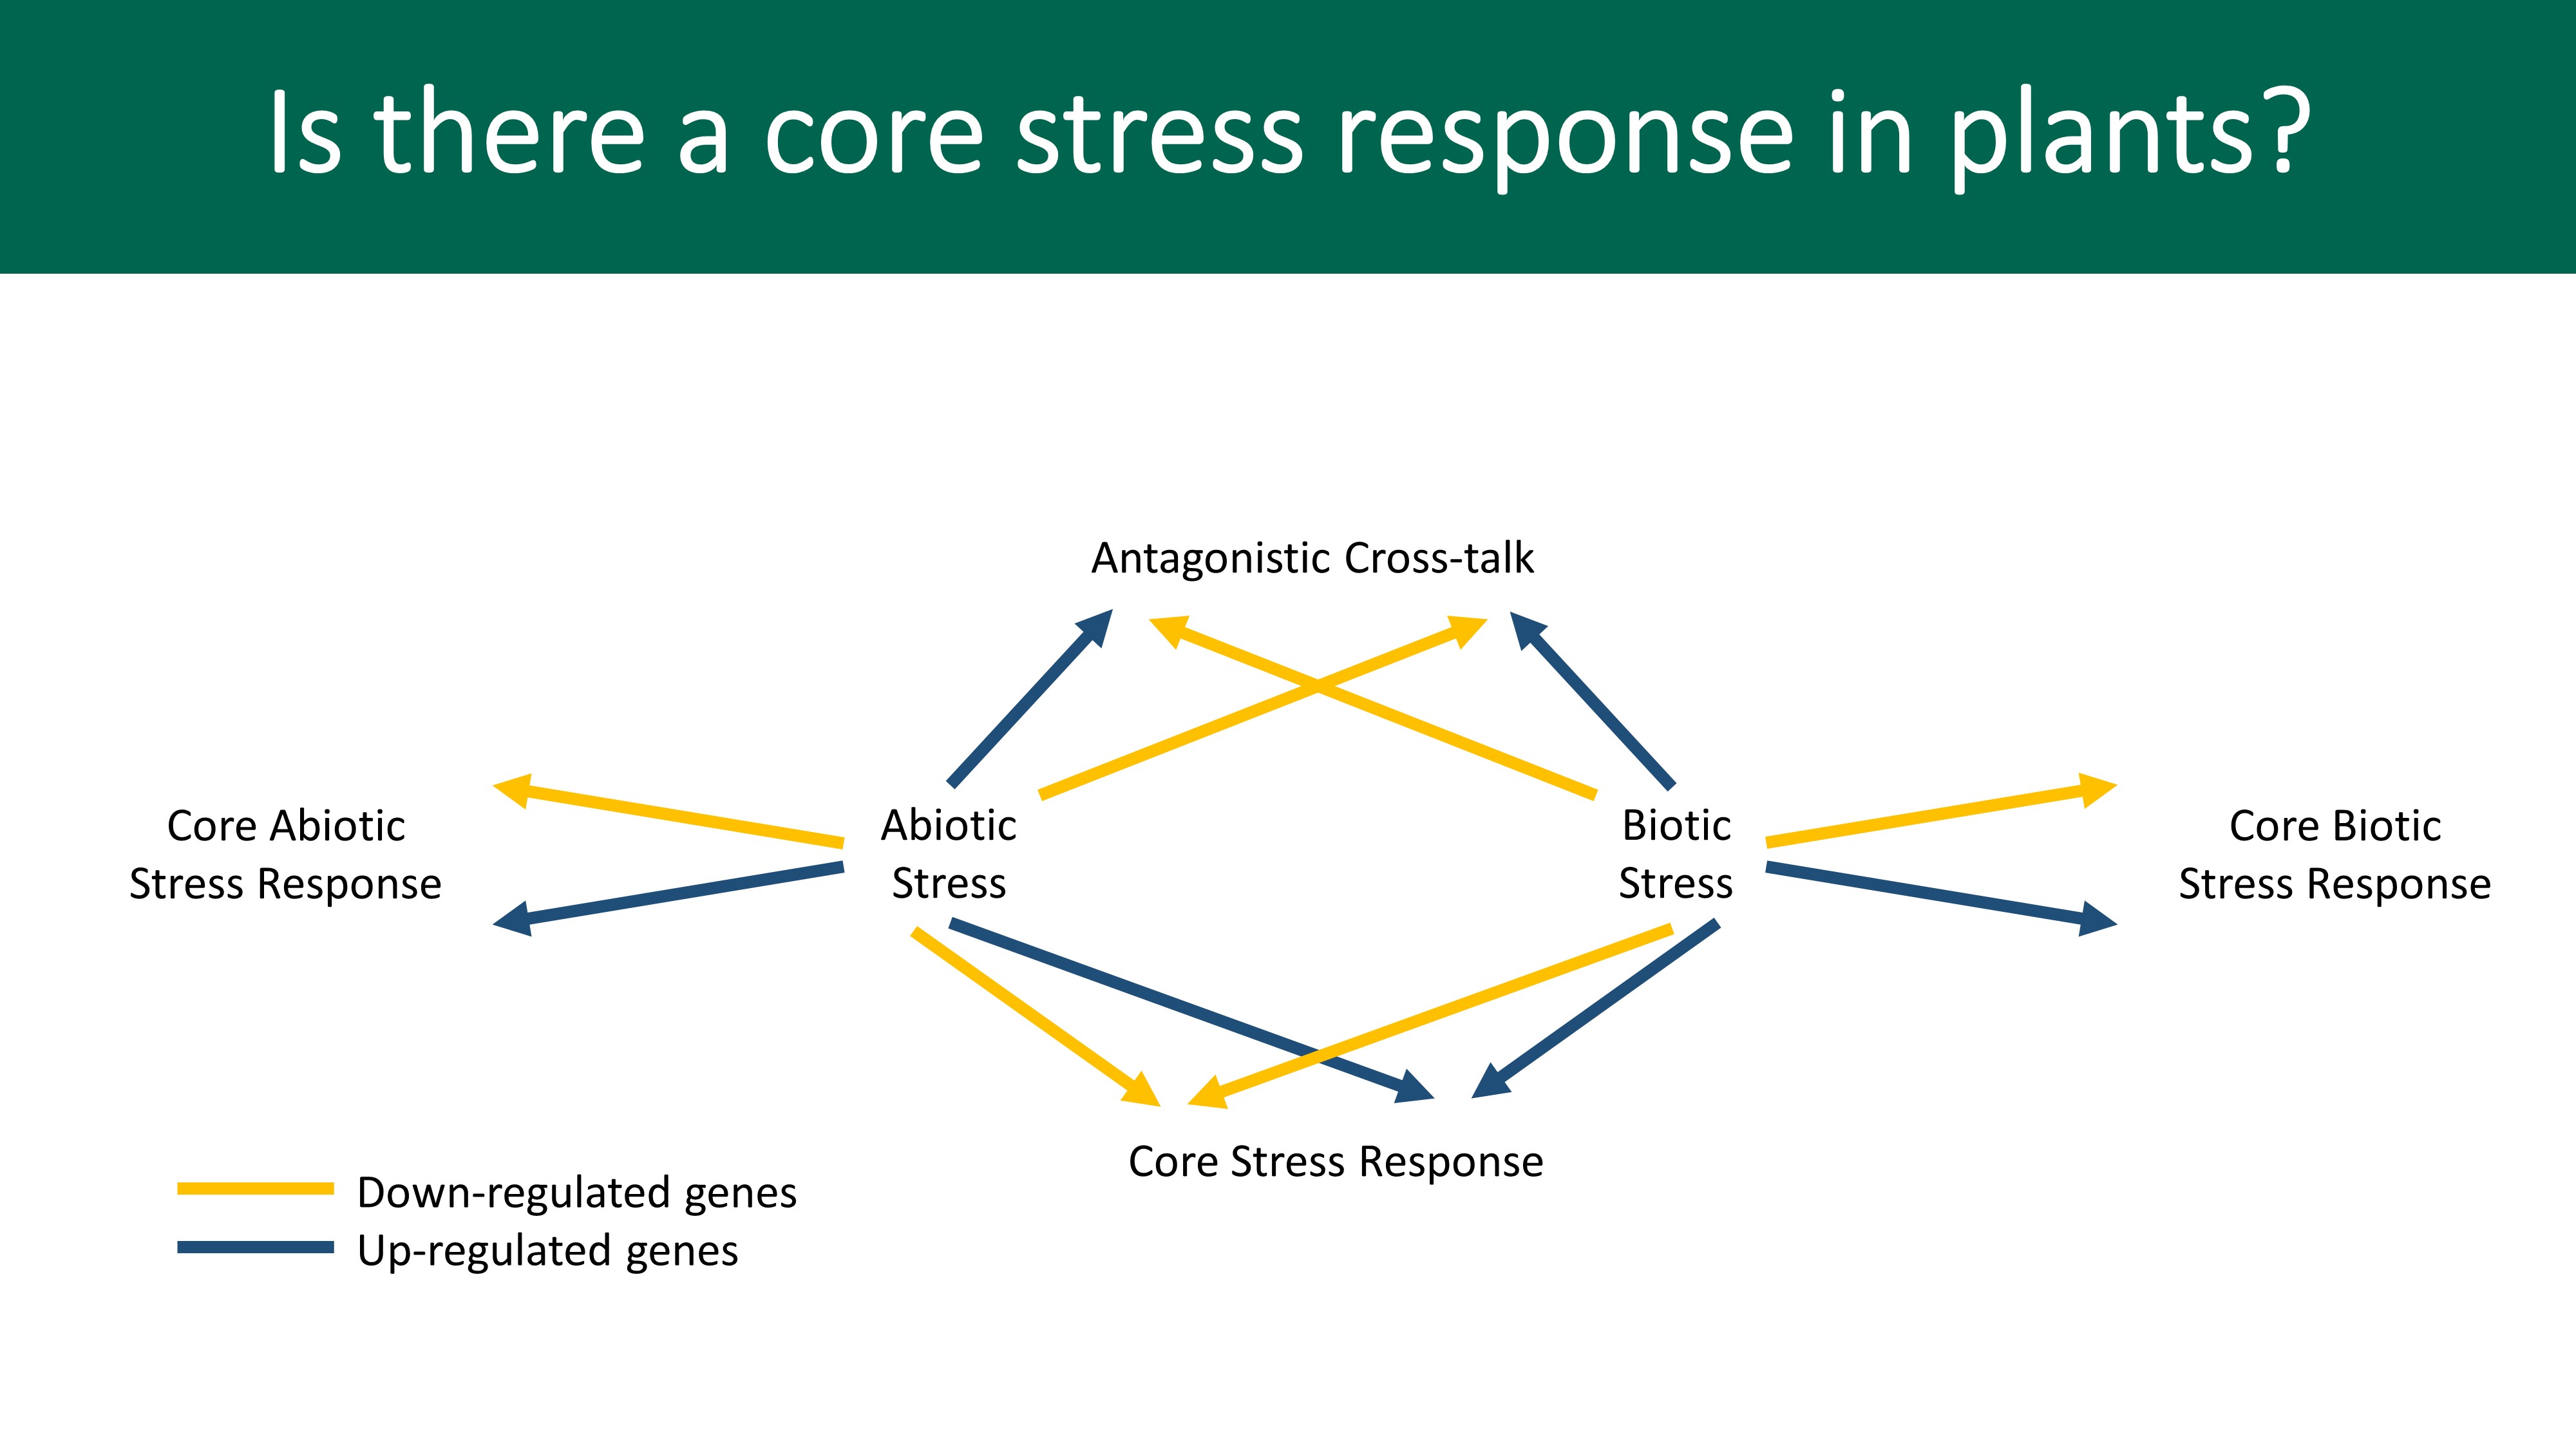 Is there a core stress response in plants?
Antagonistic Cross-talk
Core Abiotic
Stress Response
Abiotic
Stress
Biotic
Stress
Core Biotic
Stress Response
Core Stress Response
Down-regulated genes
Up-regulated genes